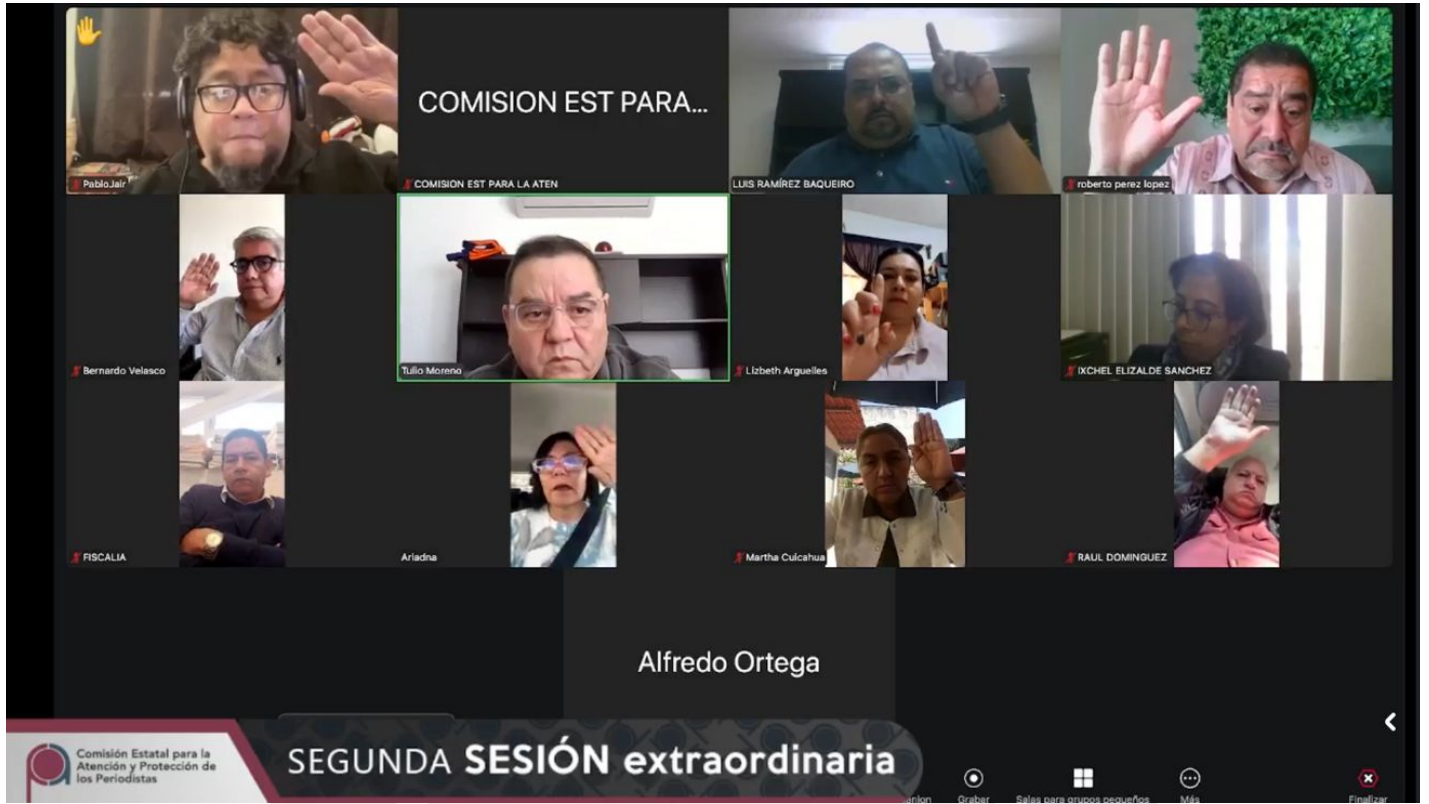 COMISION EST PARA...
PabloJair
COMISION EST PARA LA ATEN
LUIS RAMÍREZ BAQUEIRO
roberto perez lopez
Bernardo Velasco
Tulio Moreno
Lizbeth Arguelles
IXCHEL ELIZALDE SANCHEZ
FISCALIA
Ariadna
Martha Cuicahua
RAUL DOMINGUEZ
Alfredo Ortega
Comisión Estatal para la
Atención y Protección de
los Periodistas
SEGUNDA SESIÓN extraordinaria
Grabar
Salas para grupos pequeños
Más
Finalizar